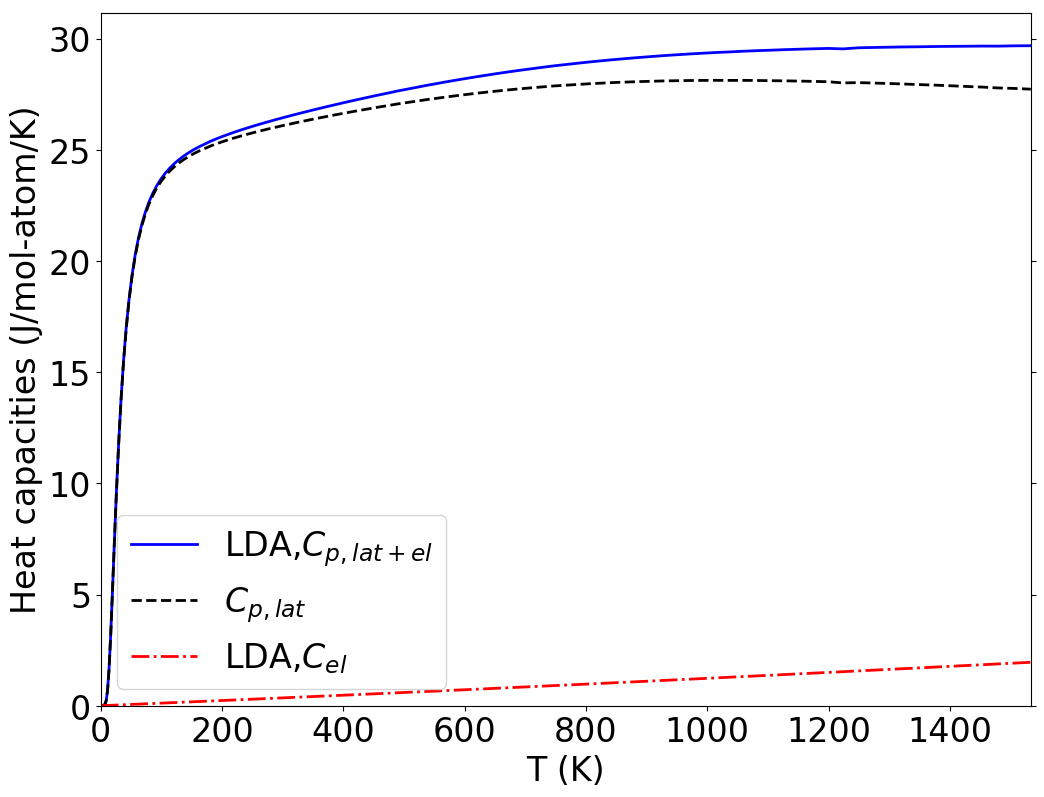 Heat capacities (J/mol-atom/K)
30
25
20
15
10
5
0
LDA,C_{p, lat + el}
C_{p, lat}
LDA,C_{el}
0 200 400 600 800 1000 1200 1400
T (K)